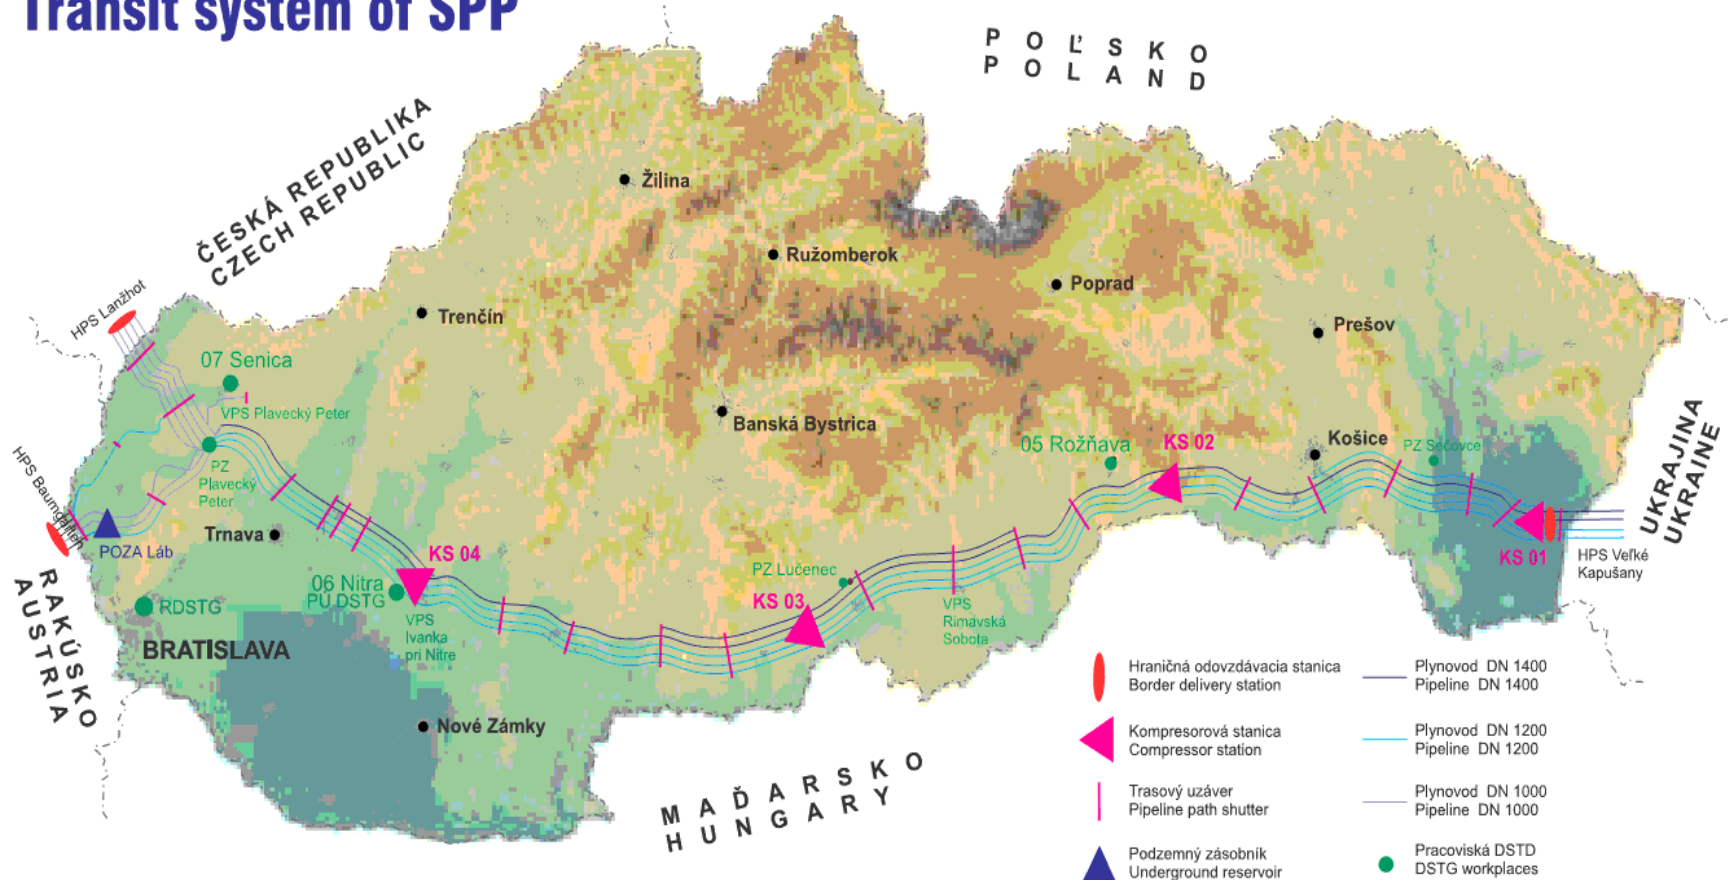 Transit system of SPP
POĽSKO
POLAND
ČESKÁ REPUBLIKA
CZECH REPUBLIC
Žilina
Ružomberok
Poprad
Trenčín
Prešov
HPS Lanžhot
07 Senica
VPS Plavecký Peter
Banská Bystrica
Košice
05 Rožňava
KS 02
PZ Sečovce
UKRAJINA
UKRAINE
HPS Baumgarten
PZ
Plavecký
Peter
Trnava
POZA Láb
KS 04
KS 01
HPS Veľké
Kapušany
PZ Lučenec
KS 03
06 Nitra
PÚ DSTG
RDSTG
VPS
Ivanka
pri Nitre
VPS
Rimavská
Sobota
BRATISLAVA
RAKÚSKO
AUSTRIA
Nové Zámky
MAĎARSKO
HUNGARY
Hraničná odovzdávacia stanica
Border delivery station
Kompresorová stanica
Compressor station
Trasový uzáver
Pipeline path shutter
Podzemný zásobník
Underground reservoir
Plynovod DN 1400
Pipeline DN 1400
Plynovod DN 1200
Pipeline DN 1200
Plynovod DN 1000
Pipeline DN 1000
Pracoviská DSTD
DSTG workplaces